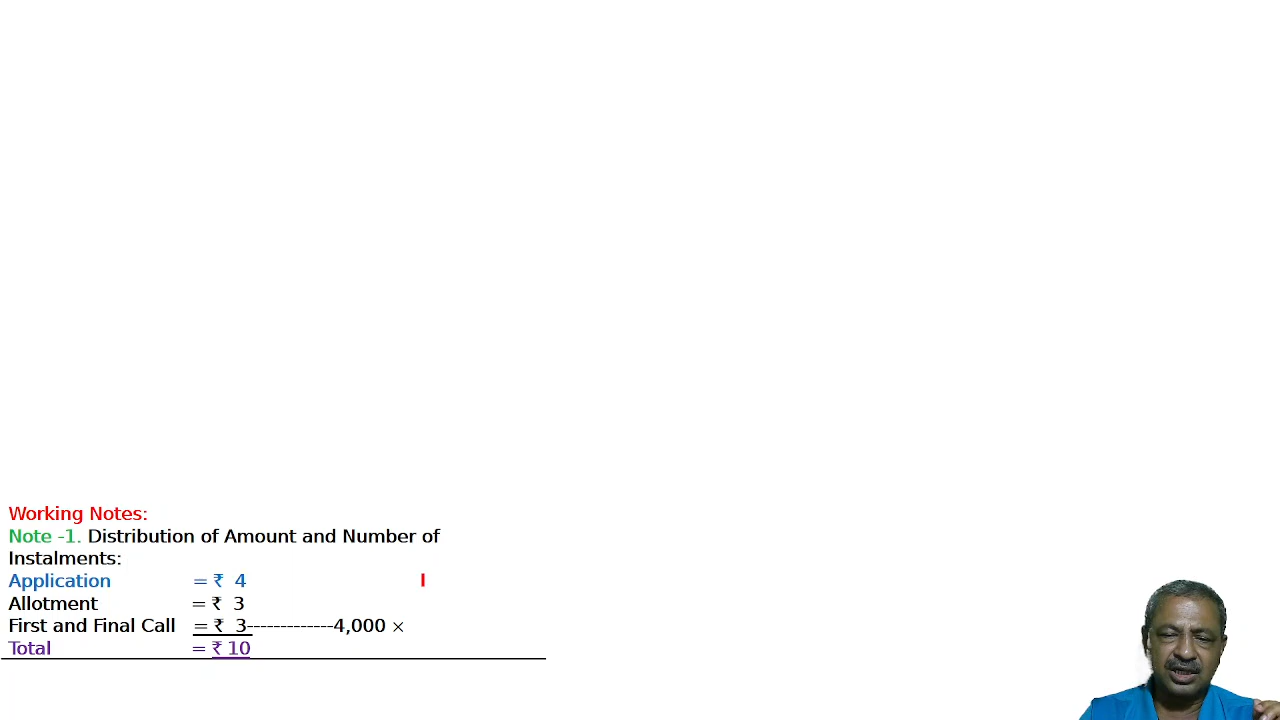 Working Notes:
Note -1. Distribution of Amount and Number of
Instalments:
Application = ₹ 4 I
Allotment = ₹ 3
First and Final Call = ₹ 3-------------4,000 ×
Total = ₹ 10